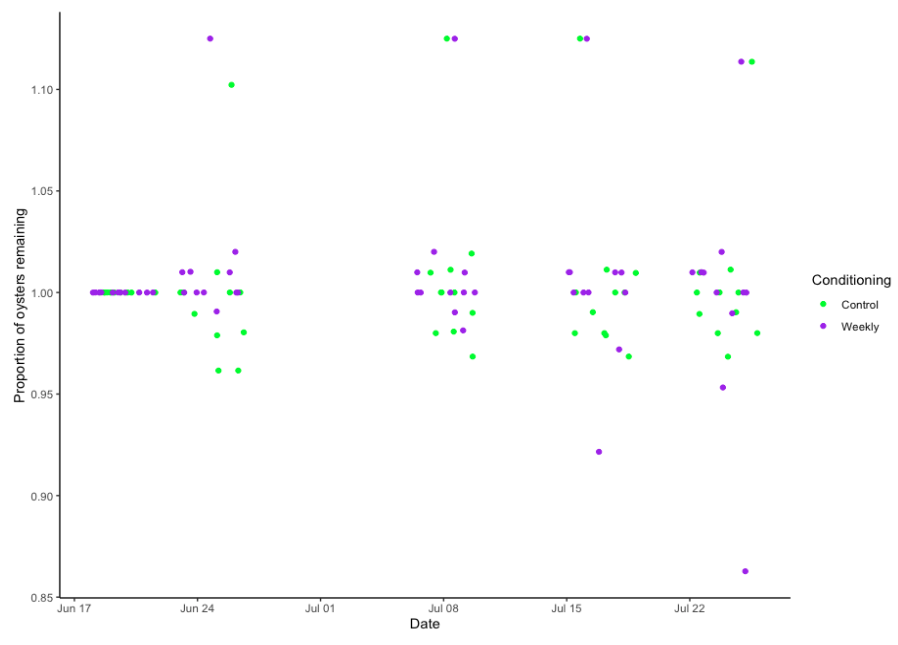 1.10
1.05
1.00
0.95
0.90
0.85
Proportion of oysters remaining
Jun 17
Jun 24
Jul 01
Jul 08
Jul 15
Jul 22
Date
Conditioning
Control
Weekly